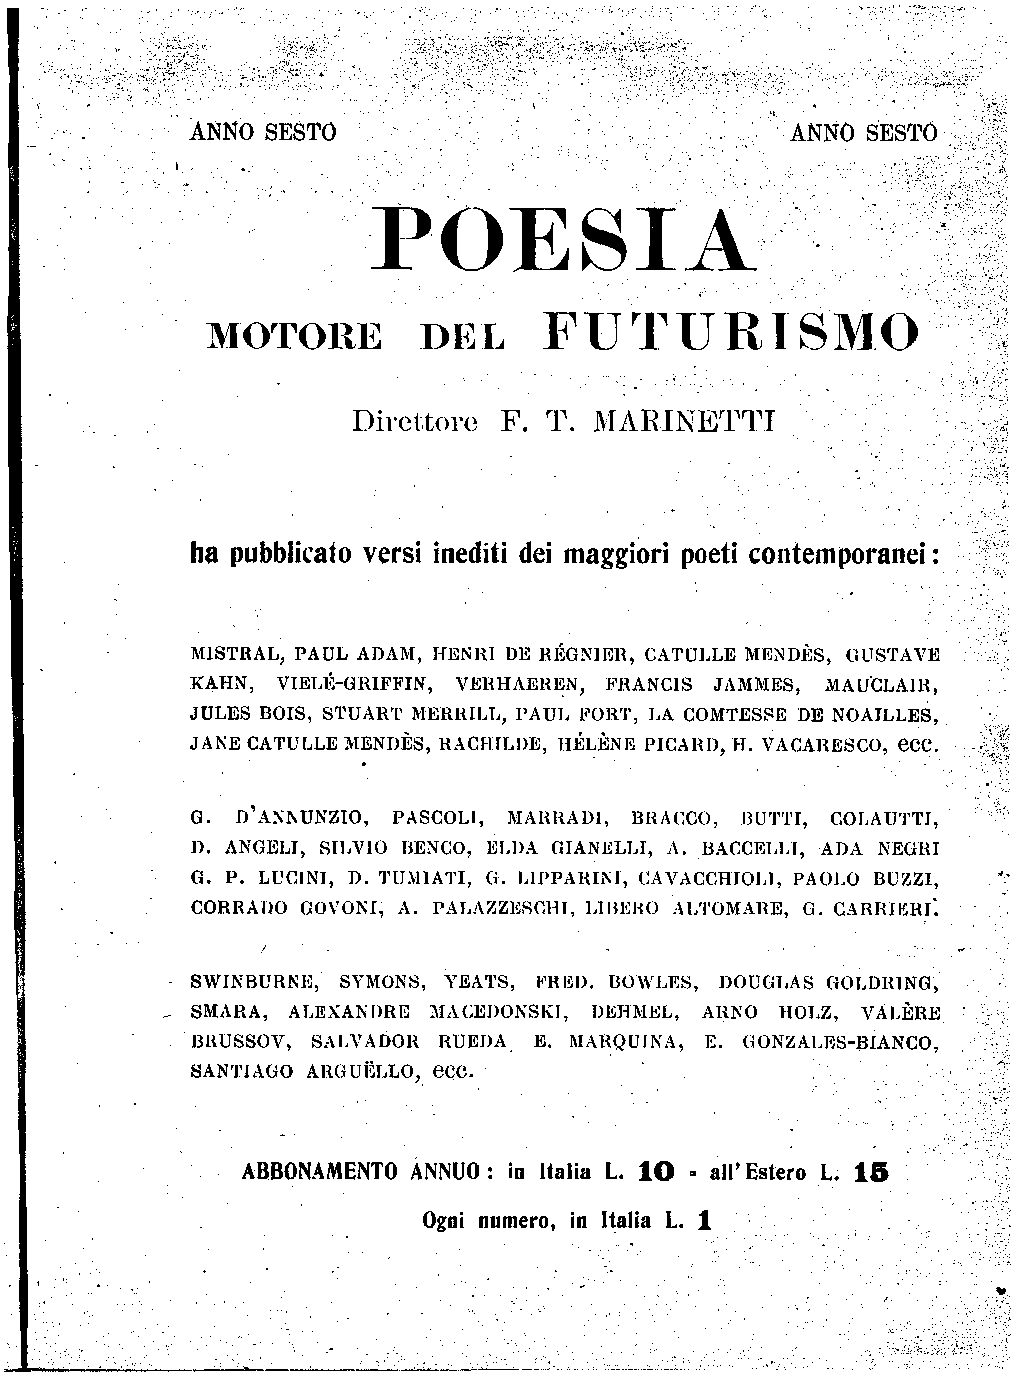 ANNO SESTO ANNO SESTO
POESIA
MOTORE DEL FUTURISMO
Direttore F. T. MARINETTI
ha pubblicato versi inediti dei maggiori poeti contemporanei:
MISTRAL, PAUL ADAM, HENRI DE RÉGNIER, CATULLE MENDÈS, GUSTAVE
KAHN, VIELÉ-GRIFFIN, VERHAEREN, FRANCIS JAMMES, MAUCLAIR,
JULES BOIS, STUART MERRILL, PAUL FORT, LA COMTESSE DE NOAILLES,
JANE CATULLE MENDÈS, RACHILDE, HÉLÈNE PICARD, H. VACARESCO, ecc.
G. D'ANNUNZIO, PASCOLI, MARRADI, BRACCO, BUTTI, COLAUTTI,
D. ANGELI, SILVIO BENCO, ELDA GIANELLI, A. BACCELLI, ADA NEGRI
G. P. LUCINI, D. TUMIATI, G. LIPPARINI, CAVACCHIOLI, PAOLO BUZZI,
CORRADO GOVONI, A. PALAZZESCHI, LIBERO ALTOMARE, G. CARRIERI.
SWINBURNE, SYMONS, YEATS, FRED. BOWLES, DOUGLAS GOLDRING,
SMARA, ALEXANDRE MACEDONSKI, DEHMEL, ARNO HOLZ, VALÈRE
BRUSSOV, SALVADOR RUEDA E. MARQUINA, E. GONZALES-BIANCO,
SANTIAGO ARGUËLLO, ecc.
ABBONAMENTO ANNUO: in Italia L. 10 - all'Estero L. 15
Ogni numero, in Italia L. 1